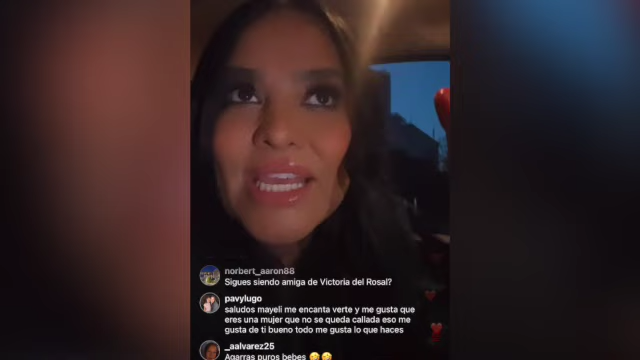 norbert_aaron88
Sigues siendo amiga de Victoria del Rosal?
pavylugo
saludos mayeli me encanta verte y me gusta que
eres una mujer que no se queda callada eso me
gusta de ti bueno todo me gusta lo que haces
_aalvarez25
Agarras puros bebes 🤣🤣